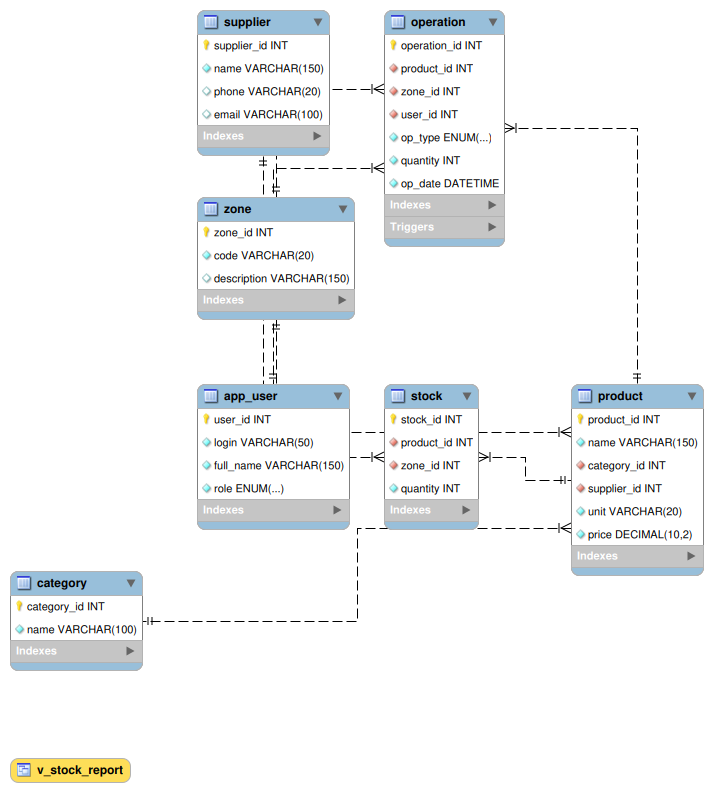 supplier
supplier_id INT
name VARCHAR(150)
phone VARCHAR(20)
email VARCHAR(100)
Indexes
operation
operation_id INT
product_id INT
zone_id INT
user_id INT
op_type ENUM(...)
quantity INT
op_date DATETIME
Indexes
Triggers
zone
zone_id INT
code VARCHAR(20)
description VARCHAR(150)
Indexes
app_user
user_id INT
login VARCHAR(50)
full_name VARCHAR(150)
role ENUM(...)
Indexes
stock
stock_id INT
product_id INT
zone_id INT
quantity INT
Indexes
product
product_id INT
name VARCHAR(150)
category_id INT
supplier_id INT
unit VARCHAR(20)
price DECIMAL(10,2)
Indexes
category
category_id INT
name VARCHAR(100)
Indexes
v_stock_report